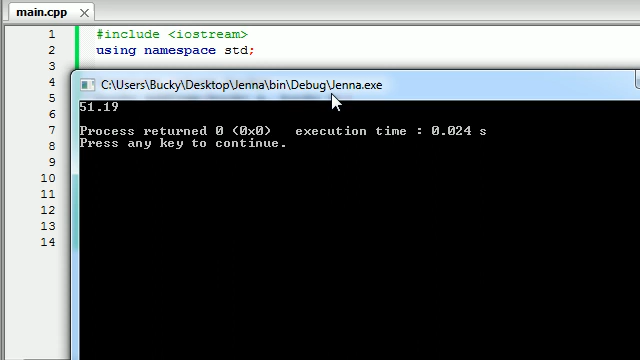 main.cpp
1 #include <iostream>
2 using namespace std;
3
4
5
6
7
8
9
10
11
12
13
14
C:\Users\Bucky\Desktop\Jenna\bin\Debug\Jenna.exe
51.19
Process returned 0 (0x0)   execution time : 0.024 s
Press any key to continue.